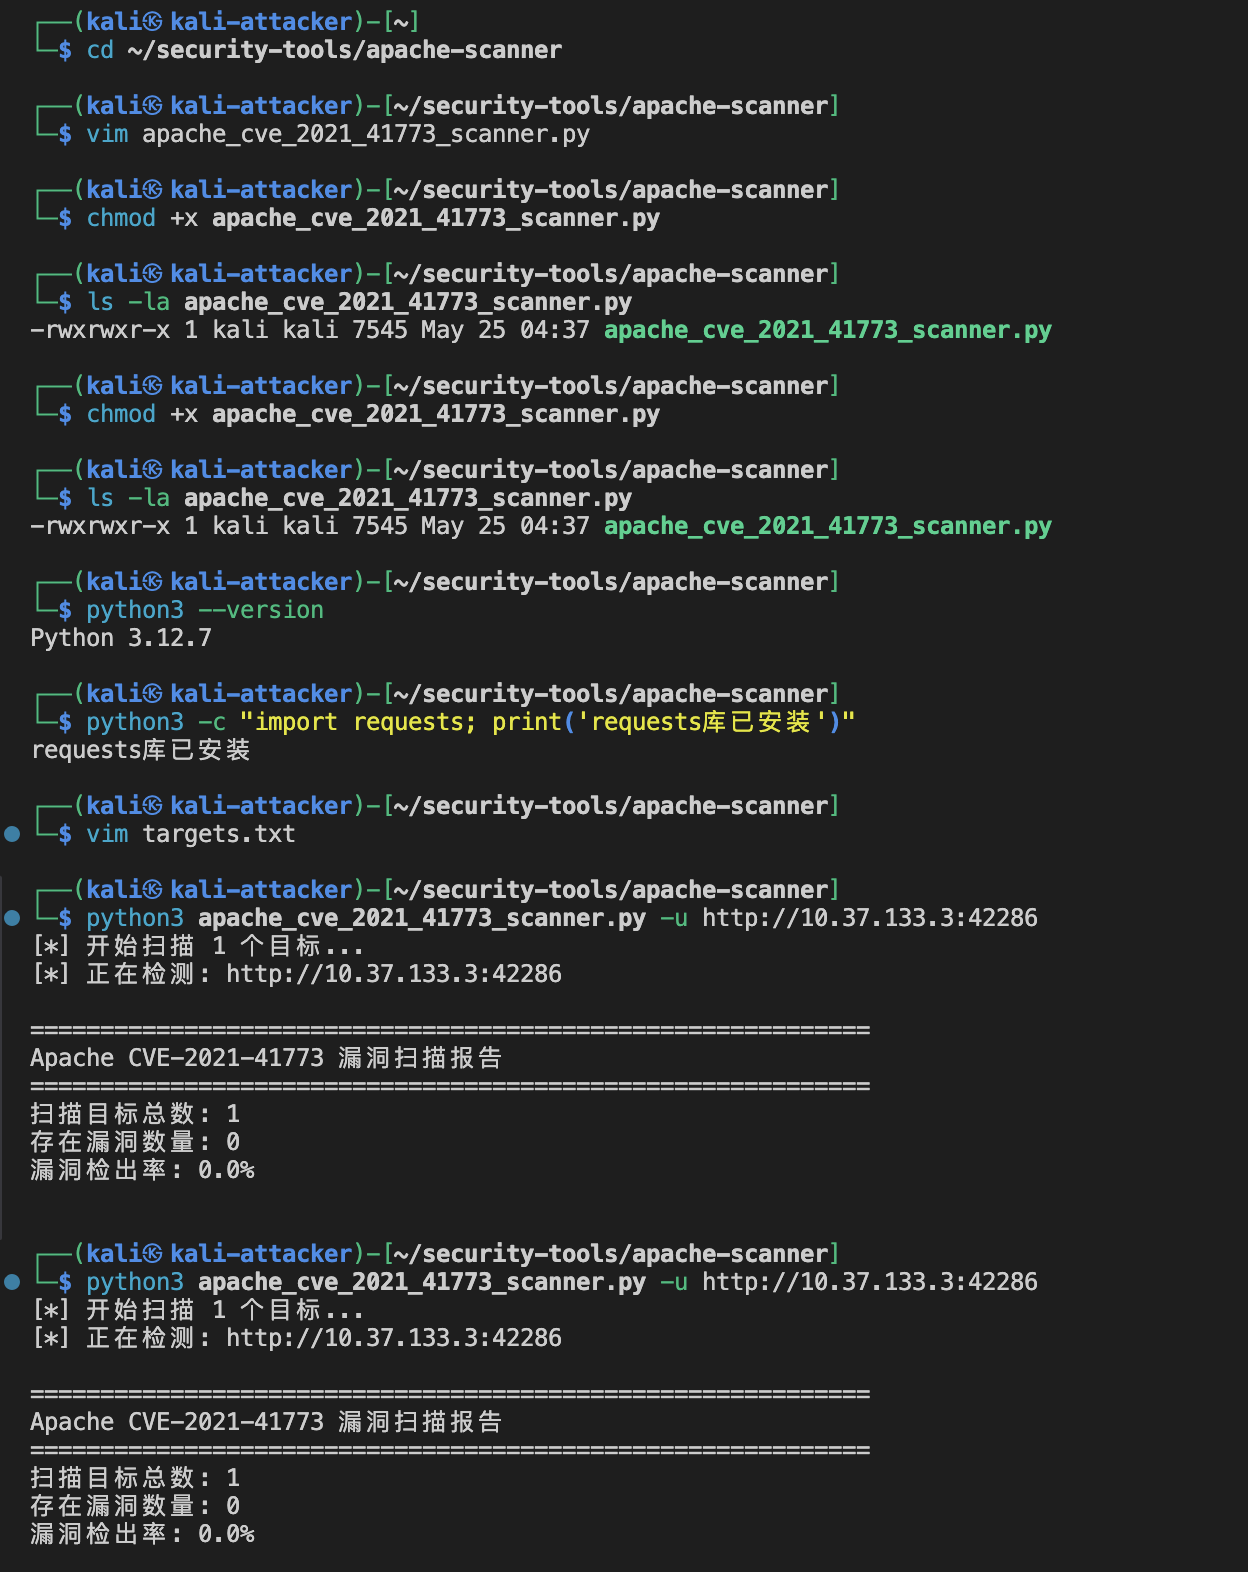 ┌──(kali㉿kali-attacker)-[~]
└─$ cd ~/security-tools/apache-scanner
┌──(kali㉿kali-attacker)-[~/security-tools/apache-scanner]
└─$ vim apache_cve_2021_41773_scanner.py
┌──(kali㉿kali-attacker)-[~/security-tools/apache-scanner]
└─$ chmod +x apache_cve_2021_41773_scanner.py
┌──(kali㉿kali-attacker)-[~/security-tools/apache-scanner]
└─$ ls -la apache_cve_2021_41773_scanner.py
-rwxrwxr-x 1 kali kali 7545 May 25 04:37 apache_cve_2021_41773_scanner.py
┌──(kali㉿kali-attacker)-[~/security-tools/apache-scanner]
└─$ chmod +x apache_cve_2021_41773_scanner.py
┌──(kali㉿kali-attacker)-[~/security-tools/apache-scanner]
└─$ ls -la apache_cve_2021_41773_scanner.py
-rwxrwxr-x 1 kali kali 7545 May 25 04:37 apache_cve_2021_41773_scanner.py
┌──(kali㉿kali-attacker)-[~/security-tools/apache-scanner]
└─$ python3 --version
Python 3.12.7
┌──(kali㉿kali-attacker)-[~/security-tools/apache-scanner]
└─$ python3 -c "import requests; print('requests库已安装')"
requests库已安装
┌──(kali㉿kali-attacker)-[~/security-tools/apache-scanner]
└─$ vim targets.txt
┌──(kali㉿kali-attacker)-[~/security-tools/apache-scanner]
└─$ python3 apache_cve_2021_41773_scanner.py -u http://10.37.133.3:42286
[*] 开始扫描 1 个目标...
[*] 正在检测: http://10.37.133.3:42286
============================================================
Apache CVE-2021-41773 漏洞扫描报告
============================================================
扫描目标总数: 1
存在漏洞数量: 0
漏洞检出率: 0.0%
┌──(kali㉿kali-attacker)-[~/security-tools/apache-scanner]
└─$ python3 apache_cve_2021_41773_scanner.py -u http://10.37.133.3:42286
[*] 开始扫描 1 个目标...
[*] 正在检测: http://10.37.133.3:42286
============================================================
Apache CVE-2021-41773 漏洞扫描报告
============================================================
扫描目标总数: 1
存在漏洞数量: 0
漏洞检出率: 0.0%